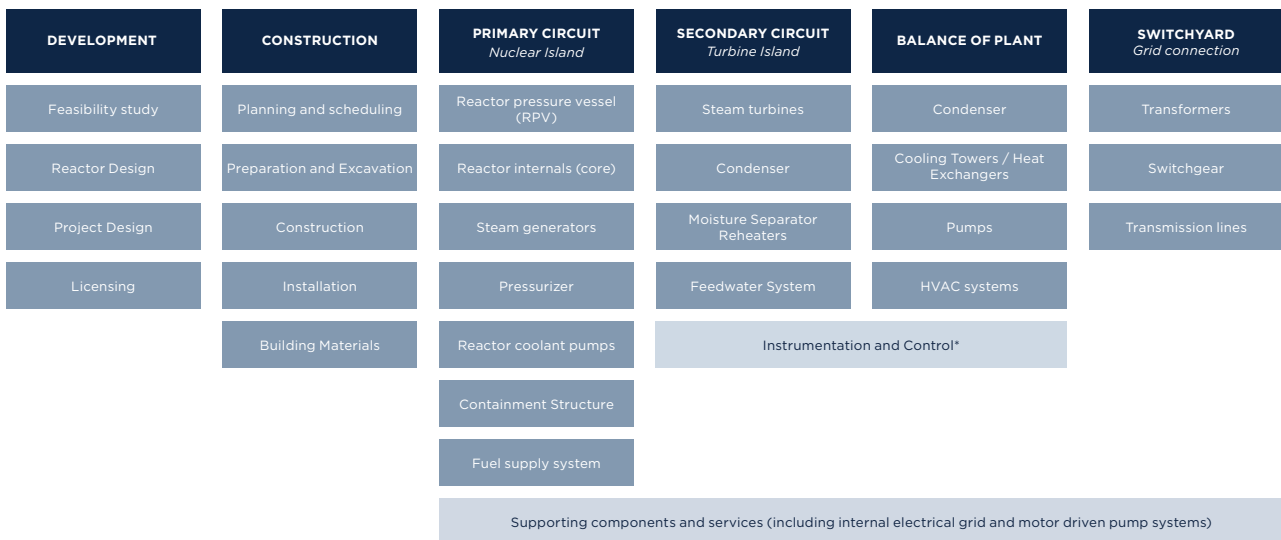 DEVELOPMENT
Feasibility study
Reactor Design
Project Design
Licensing
CONSTRUCTION
Planning and scheduling
Preparation and Excavation
Construction
Installation
Building Materials
PRIMARY CIRCUIT
Nuclear Island
Reactor pressure vessel
(RPV)
Reactor internals (core)
Steam generators
Pressurizer
Reactor coolant pumps
Containment Structure
Fuel supply system
SECONDARY CIRCUIT
Turbine Island
Steam turbines
Condenser
Moisture Separator
Reheaters
Feedwater System
BALANCE OF PLANT
Condenser
Cooling Towers / Heat
Exchangers
Pumps
HVAC systems
Instrumentation and Control*
SWITCHYARD
Grid connection
Transformers
Switchgear
Transmission lines
Supporting components and services (including internal electrical grid and motor driven pump systems)